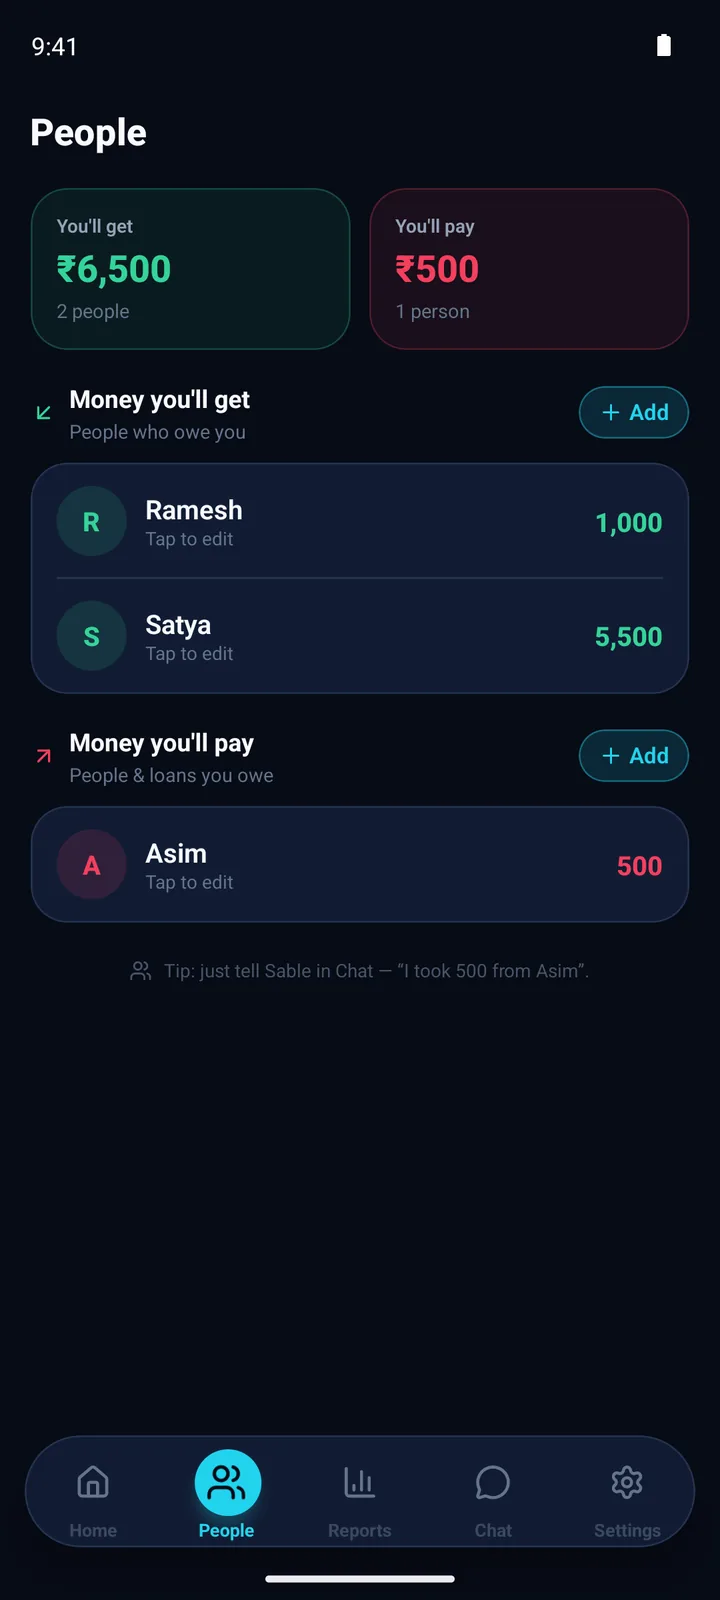 9:41
People
You'll get
₹6,500
2 people
You'll pay
₹500
1 person
Money you'll get
People who owe you
+ Add
R
Ramesh
Tap to edit
1,000
S
Satya
Tap to edit
5,500
Money you'll pay
People & loans you owe
+ Add
A
Asim
Tap to edit
500
Tip: just tell Sable in Chat — “I took 500 from Asim”.
Home
People
Reports
Chat
Settings